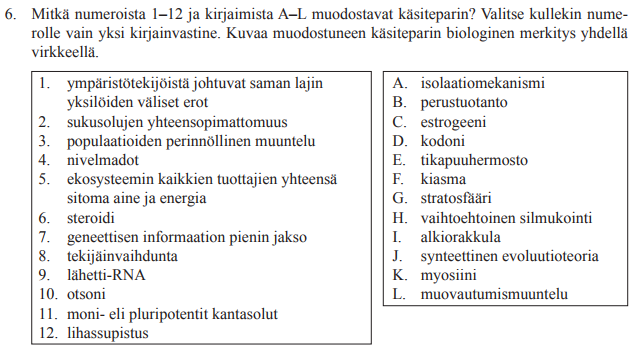 6. Mitkä numeroista 1–12 ja kirjaimista A–L muodostavat käsiteparin? Valitse kullekin nume-
rolle vain yksi kirjainvastine. Kuvaa muodostuneen käsiteparin biologinen merkitys yhdellä
virkkeellä.
1. ympäristötekijöistä johtuvat saman lajin
yksilöiden väliset erot
2. sukusolujen yhteensopimattomuus
3. populaatioiden perinnöllinen muuntelu
4. nivelmadot
5. ekosysteemin kaikkien tuottajien yhteensä
sitoma aine ja energia
6. steroidi
7. geneettisen informaation pienin jakso
8. tekijäinvaihdunta
9. lähetti-RNA
10. otsoni
11. moni- eli pluripotentit kantasolut
12. lihassupistus
A. isolaatiomekanismi
B. perustuotanto
C. estrogeeni
D. kodoni
E. tikapuuhermosto
F. kiasma
G. stratosfääri
H. vaihtoehtoinen silmukointi
I. alkiorakkula
J. synteettinen evoluutioteoria
K. myosiini
L. muovautumismuuntelu